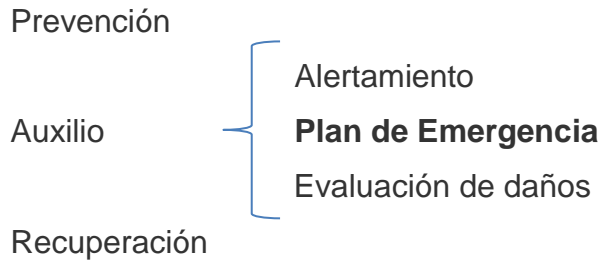 Prevención
Alertamiento
Auxilio
Plan de Emergencia
Evaluación de daños
Recuperación